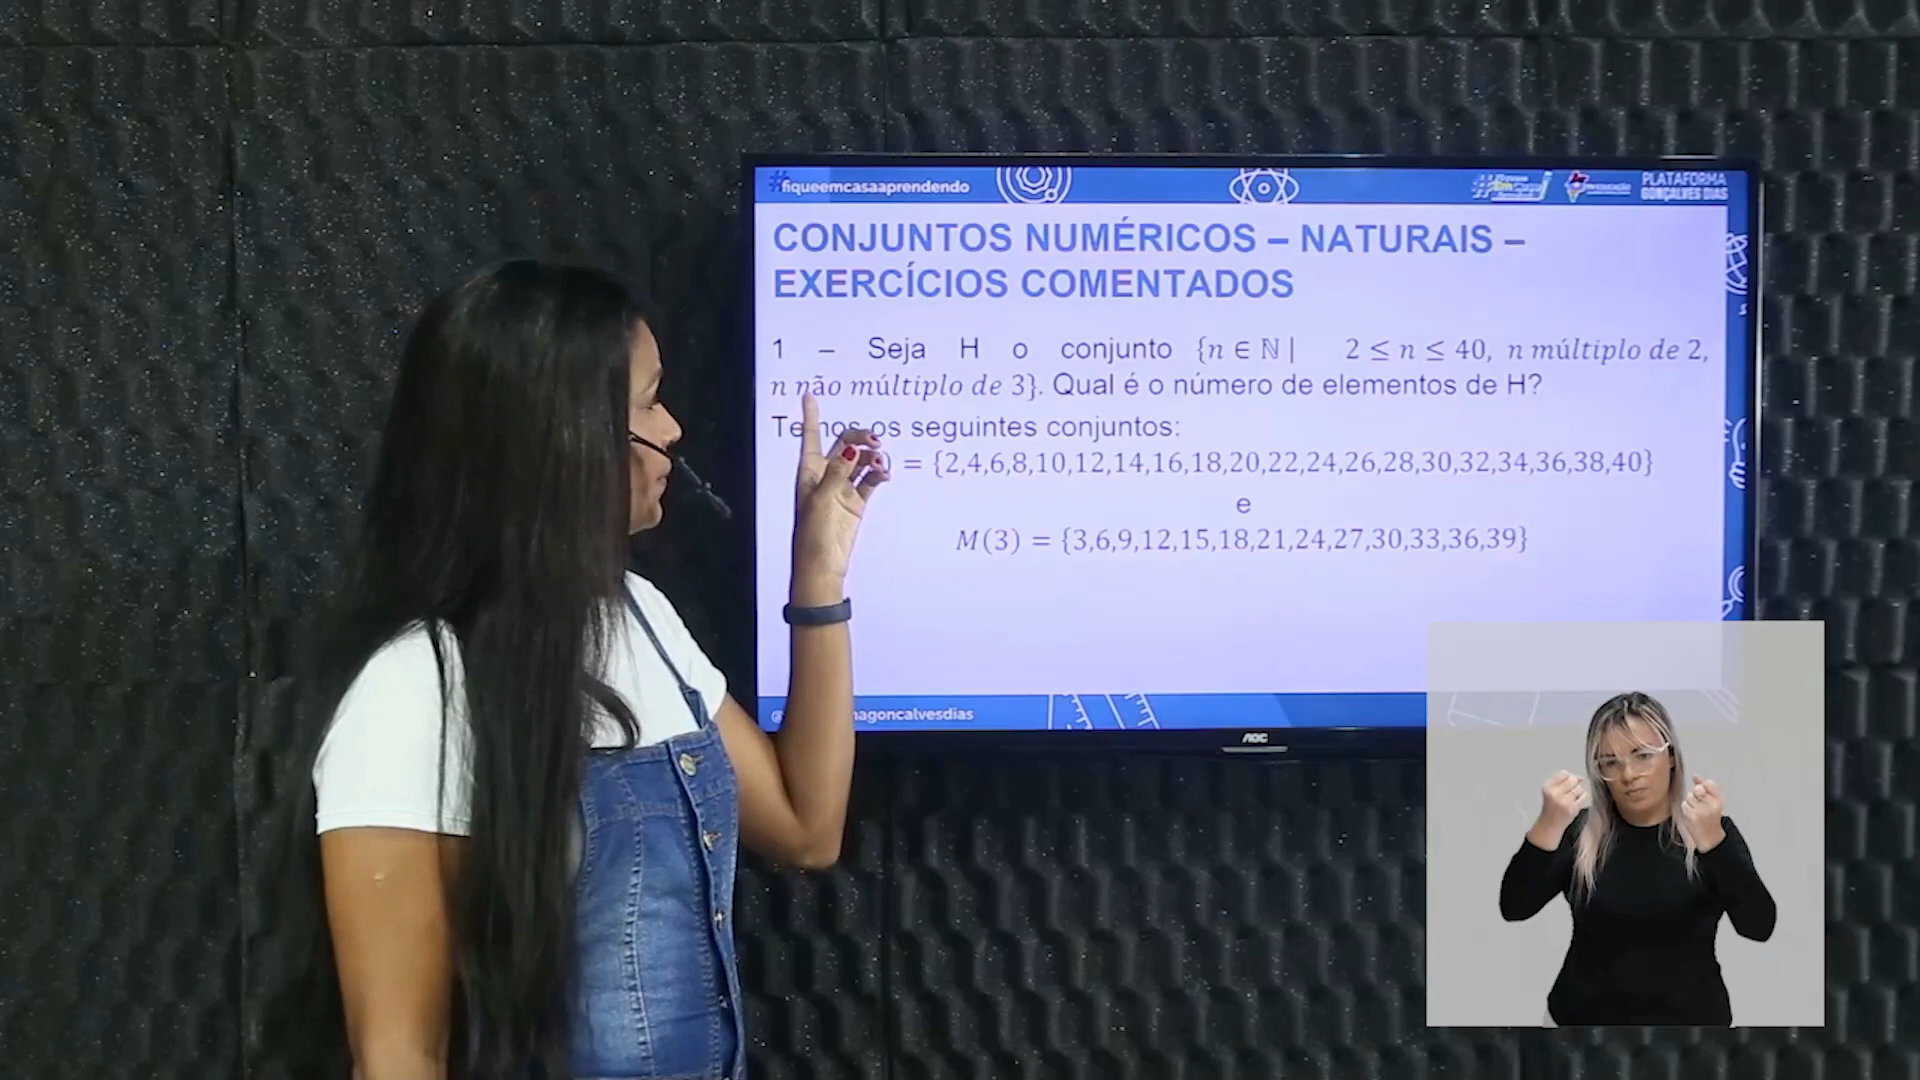 #fiqueemcasaaprendendo
PLATAFORMA
GONÇALVES DIAS
CONJUNTOS NUMÉRICOS – NATURAIS –
EXERCÍCIOS COMENTADOS
1 – Seja H o conjunto {n ∈ ℕ | 2 ≤ n ≤ 40, n múltiplo de 2,
n não múltiplo de 3}. Qual é o número de elementos de H?
Temos os seguintes conjuntos:
) = {2,4,6,8,10,12,14,16,18,20,22,24,26,28,30,32,34,36,38,40}
e
M(3) = {3,6,9,12,15,18,21,24,27,30,33,36,39}
agoncalvesdias
AOC